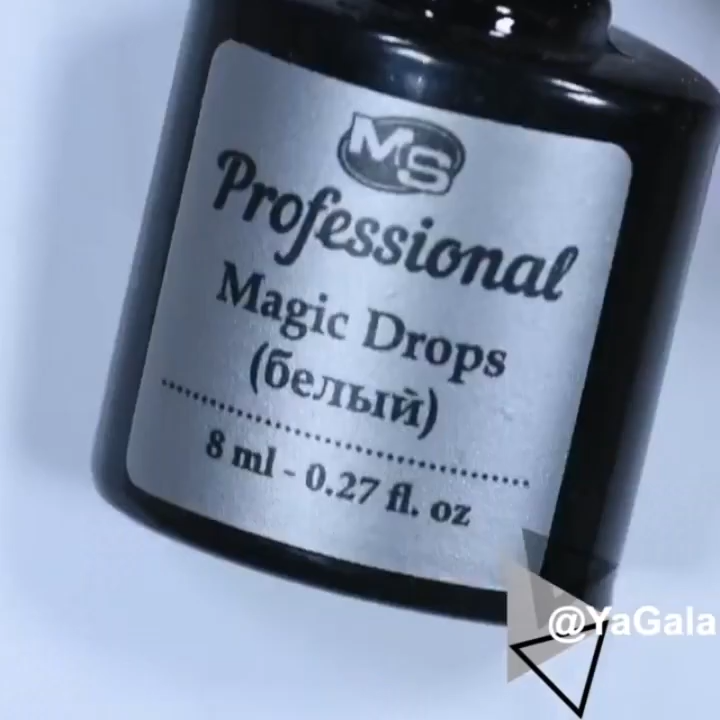 MS
Professional
Magic Drops
(белый)
8 ml - 0.27 fl. oz
@YaGala